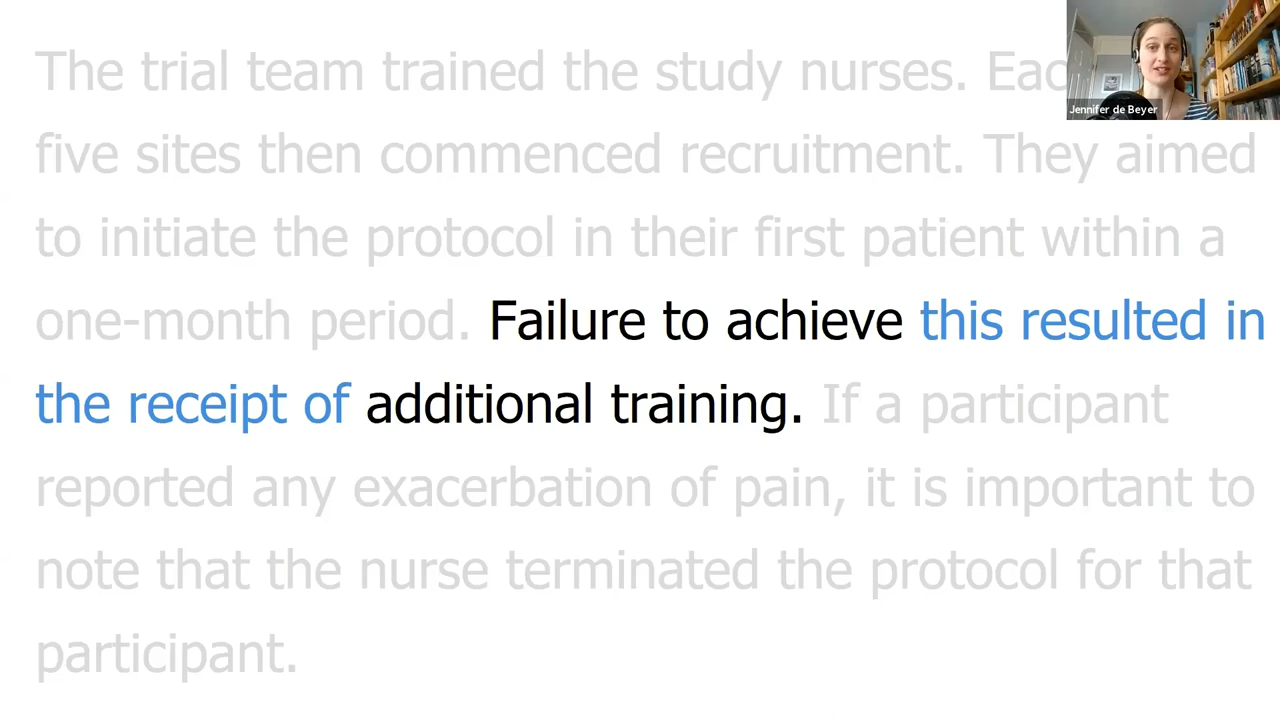 The trial team trained the study nurses.
Jennifer de Beyer
five sites then commenced recruitment. They aimed
to initiate the protocol in their first patient within a
one-month period. Failure to achieve this resulted in
the receipt of additional training. If a participant
reported any exacerbation of pain, it is important to
note that the nurse terminated the protocol for that
participant.